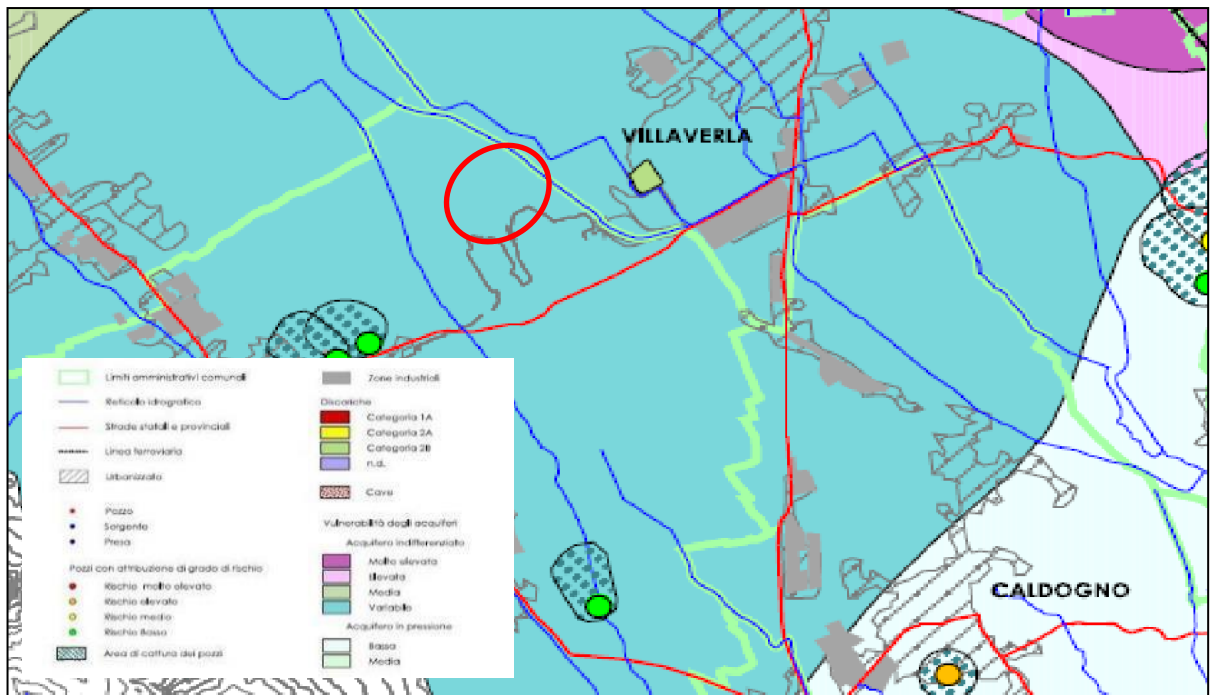 VILLAVERLA
CALDOGNO
Limiti amministrativi comunali
Reticolo idrografico
Strade statali e provinciali
Linea ferroviaria
Urbanizzato
Pozzo
Sorgente
Presa
Pozzi con attribuzione di grado di rischio
Rischio molto elevato
Rischio elevato
Rischio medio
Rischio Basso
Area di cattura dei pozzi
Zone industriali
Discariche
Categoria 1A
Categoria 2A
Categoria 2B
n.d.
Cave
Vulnerabilità degli acquiferi
Acquifero indifferenziato
Molto elevata
Elevata
Media
Variabile
Acquifero in pressione
Bassa
Media